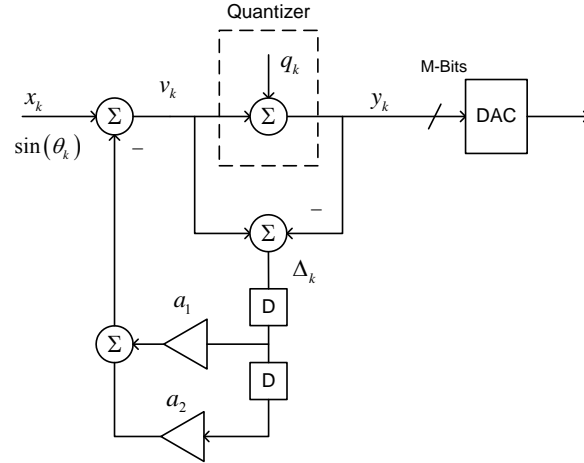 Quantizer
q_k
M-Bits
x_k
v_k
y_k
Σ
Σ
DAC
sin(θ_k)
−
−
Σ
Δ_k
D
a_1
Σ
D
a_2